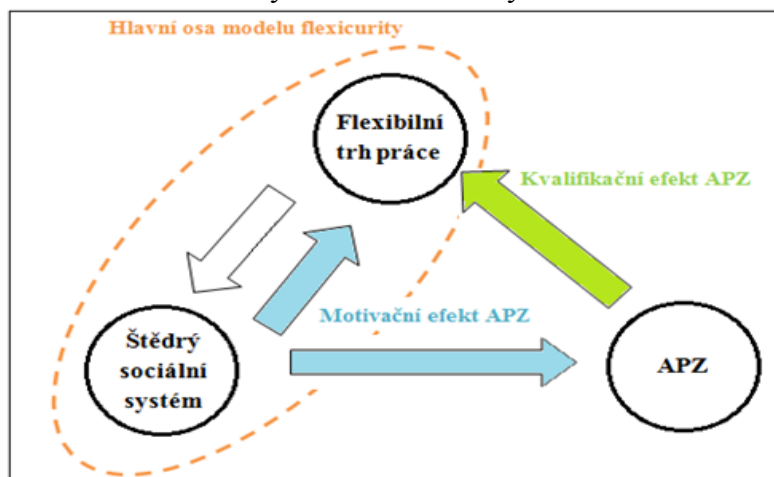 Hlavní osa modelu flexicurity
Flexibilní
trh práce
Kvalifikační efekt APZ
Motivační efekt APZ
Štědrý
sociální
systém
APZ